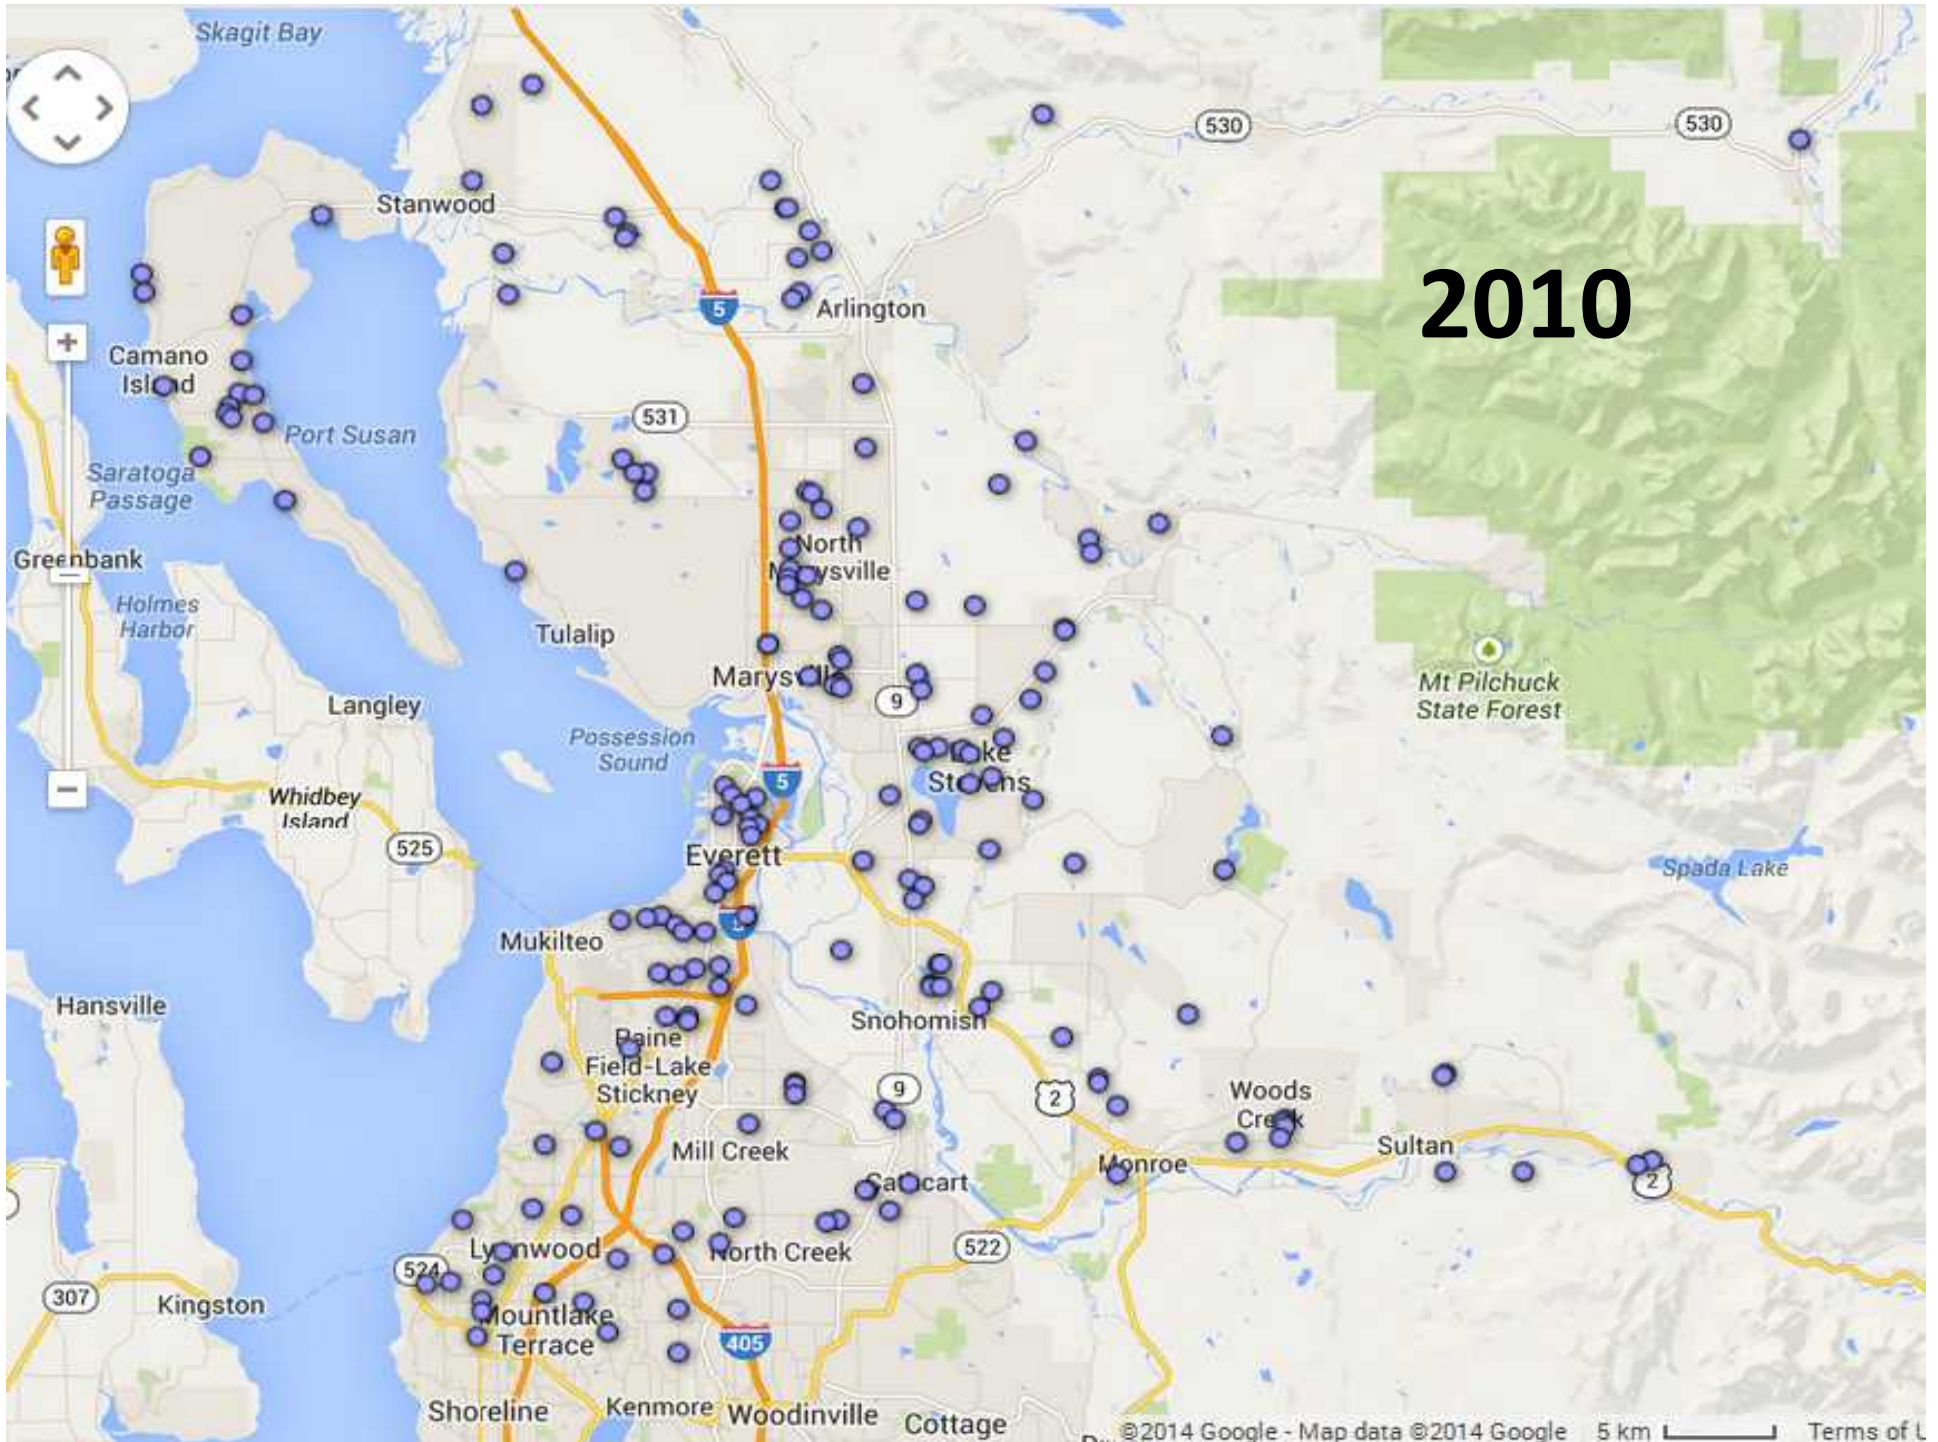 Skagit Bay
530
530
Stanwood
2010
5
Arlington
Camano
Island
531
Port Susan
Saratoga
Passage
North
Marysville
Greenbank
Holmes
Harbor
Tulalip
Marysville
9
Mt Pilchuck
State Forest
Langley
Possession
Sound
Lake
Stevens
5
Whidbey
Island
525
Everett
Spada Lake
Mukilteo
Hansville
Snohomish
Paine
Field-Lake
Stickney
9
2
Woods
Creek
Mill Creek
Sultan
Monroe
Cathcart
2
Lynnwood
North Creek
522
524
307
Kingston
Mountlake
Terrace
405
Shoreline
Kenmore
Woodinville
Cottage
©2014 Google - Map data ©2014 Google
5 km
Terms of U